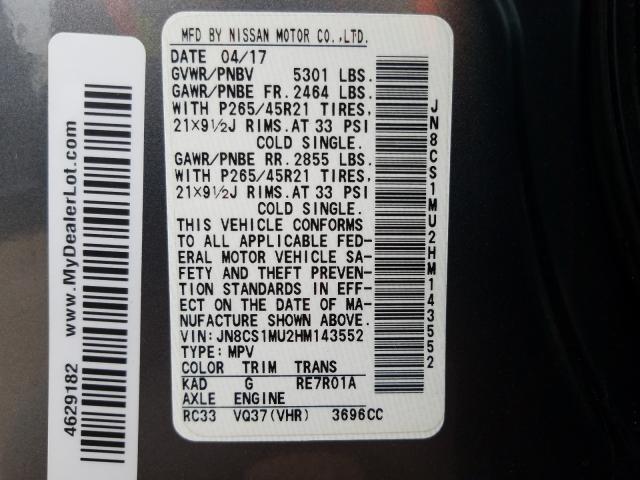 MFD BY NISSAN MOTOR CO.,LTD.
DATE 04/17
GVWR/PNBV 5301 LBS.
GAWR/PNBE FR. 2464 LBS.
WITH P265/45R21 TIRES,
21×9½J RIMS. AT 33 PSI
COLD SINGLE.
GAWR/PNBE RR. 2855 LBS.
WITH P265/45R21 TIRES,
21×9½J RIMS. AT 33 PSI
COLD SINGLE.
THIS VEHICLE CONFORMS
TO ALL APPLICABLE FED-
ERAL MOTOR VEHICLE SA-
FETY AND THEFT PREVEN-
TION STANDARDS IN EFF-
ECT ON THE DATE OF MA-
NUFACTURE SHOWN ABOVE.
VIN: JN8CS1MU2HM143552
TYPE: MPV
COLOR TRIM TRANS
KAD G RE7R01A
AXLE ENGINE
RC33 VQ37(VHR) 3696CC
JN8CS1MU2HM143552
www.MyDealerLot.com
4629182